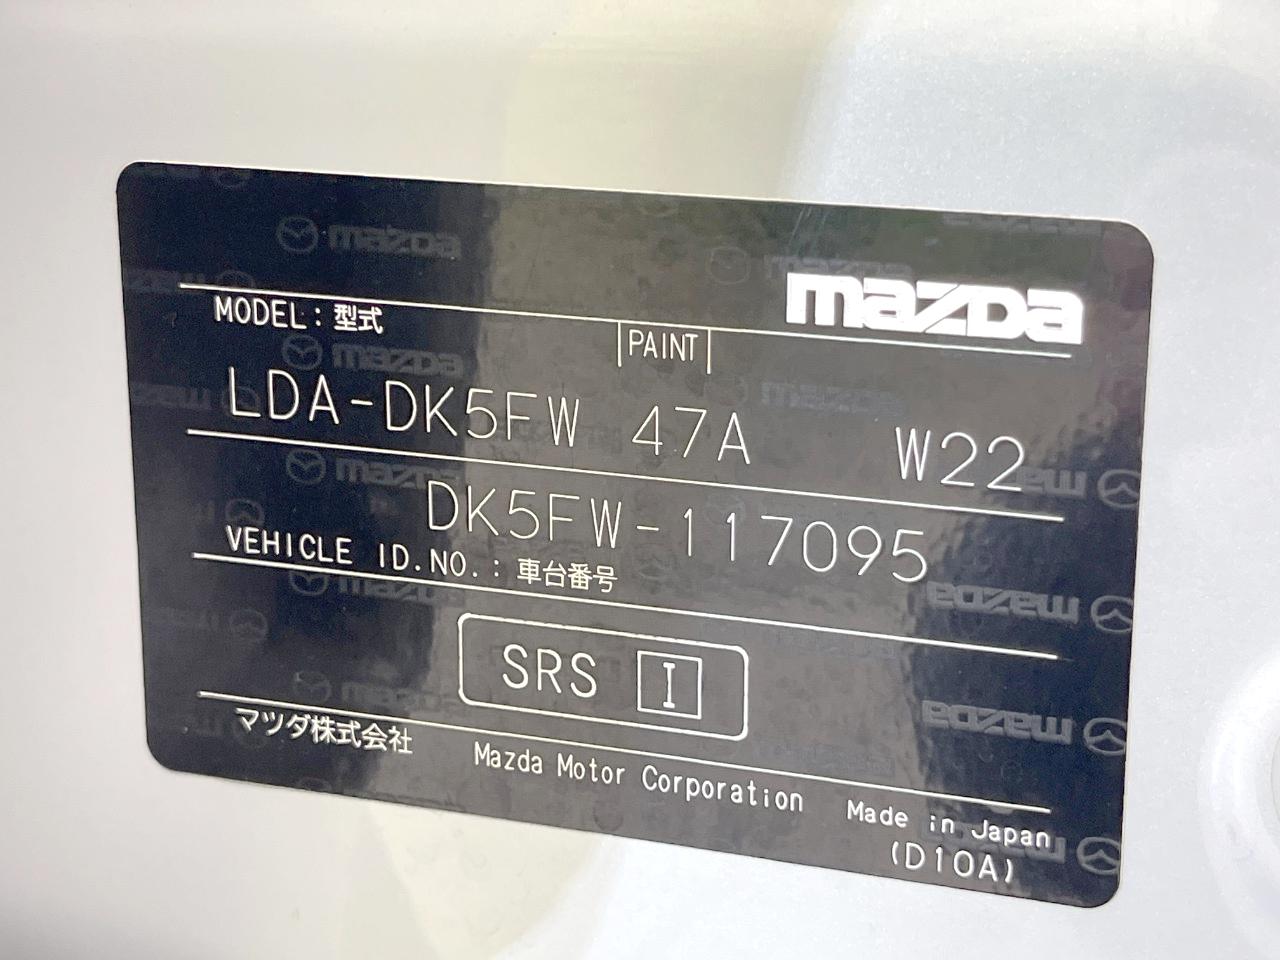 mazda
MODEL：型式
PAINT
LDA-DK5FW 47A W22
DK5FW-117095
VEHICLE ID.NO.：車台番号
SRS I
マツダ株式会社 Mazda Motor Corporation Made in Japan
(D10A)